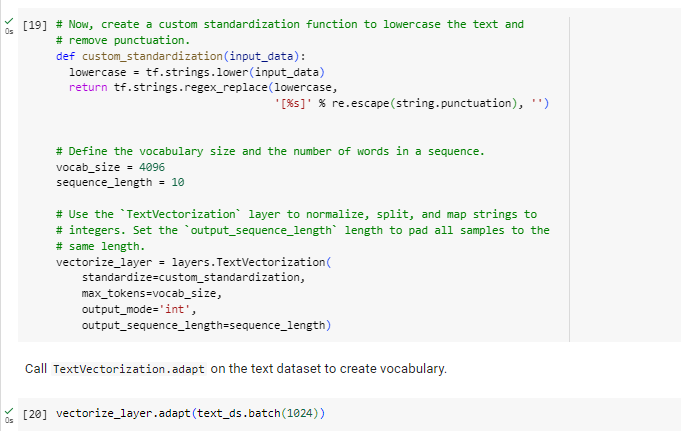 [19] # Now, create a custom standardization function to lowercase the text and
# remove punctuation.
def custom_standardization(input_data):
  lowercase = tf.strings.lower(input_data)
  return tf.strings.regex_replace(lowercase,
                                  '[%s]' % re.escape(string.punctuation), '')
# Define the vocabulary size and the number of words in a sequence.
vocab_size = 4096
sequence_length = 10
# Use the `TextVectorization` layer to normalize, split, and map strings to
# integers. Set the `output_sequence_length` length to pad all samples to the
# same length.
vectorize_layer = layers.TextVectorization(
    standardize=custom_standardization,
    max_tokens=vocab_size,
    output_mode='int',
    output_sequence_length=sequence_length)
0s
Call TextVectorization.adapt on the text dataset to create vocabulary.
[20] vectorize_layer.adapt(text_ds.batch(1024))
0s